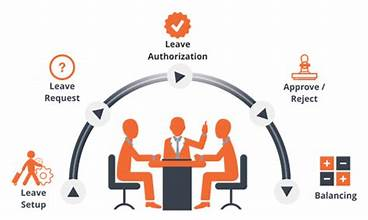 Leave
Authorization
Leave
Request
Approve /
Reject
Leave
Setup
Balancing